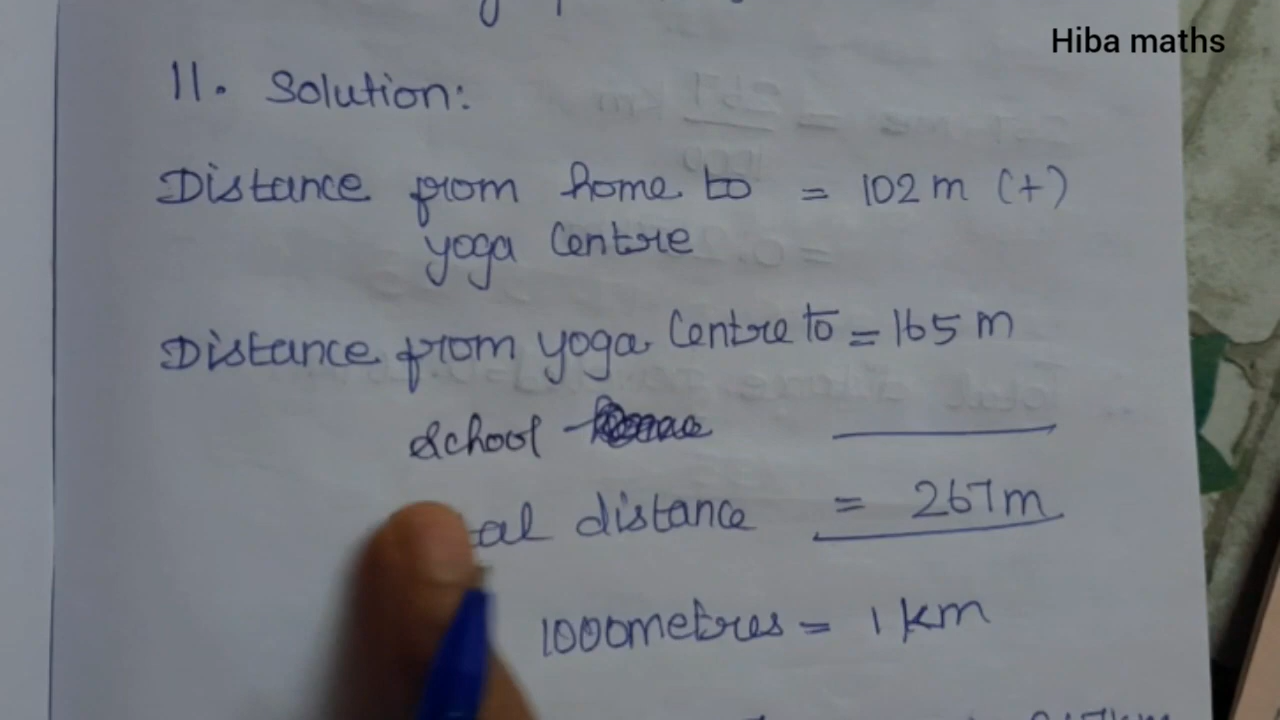 Hiba maths
11. Solution:
Distance from home to = 102 m (+)
yoga Centre
Distance from yoga Centre to = 165 m
School
tal distance = 267m
1000metres = 1 km